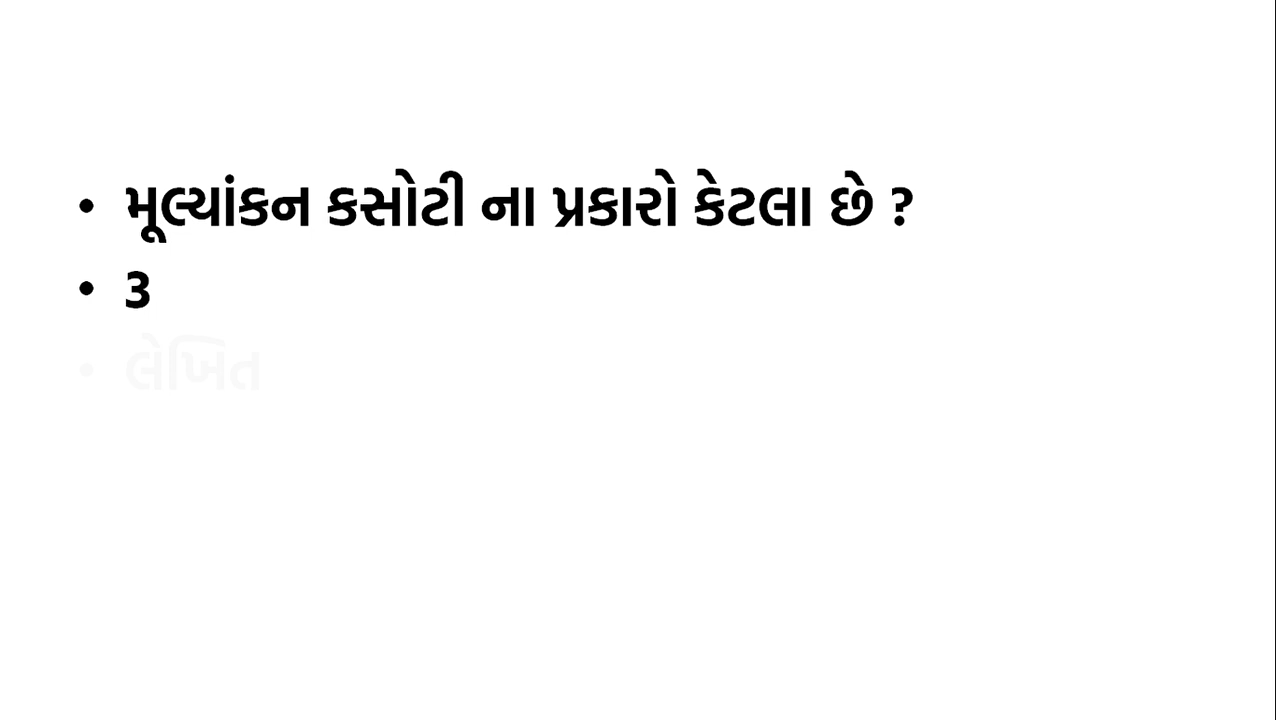 • મૂલ્યાંકન કસોટી ના પ્રકારો કેટલા છે ?
• 3
• લેખિત